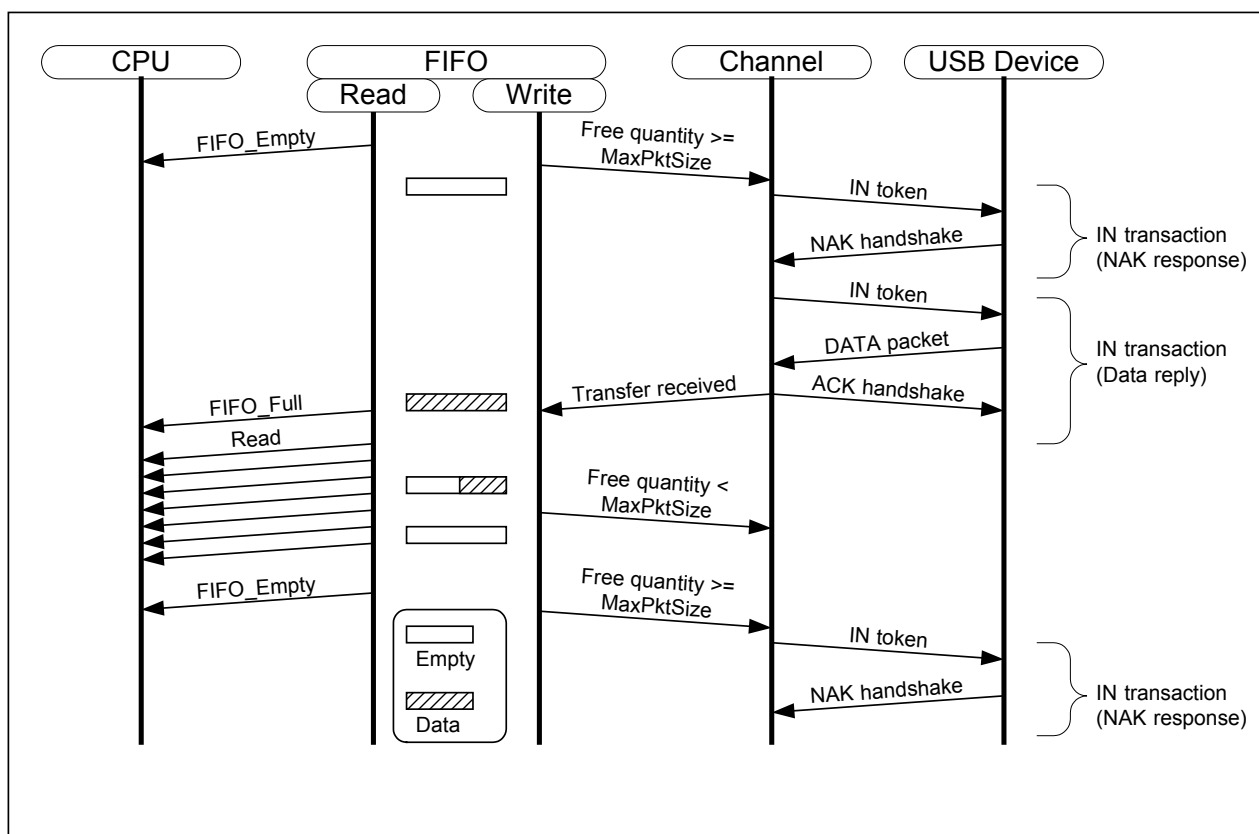 CPU
FIFO
Channel
USB Device
Read
Write
FIFO_Empty
Free quantity >=
MaxPktSize
IN token
NAK handshake
IN transaction
(NAK response)
IN token
DATA packet
IN transaction
(Data reply)
Transfer received
ACK handshake
FIFO_Full
Read
Free quantity <
MaxPktSize
FIFO_Empty
Free quantity >=
MaxPktSize
IN token
NAK handshake
IN transaction
(NAK response)
Empty
Data